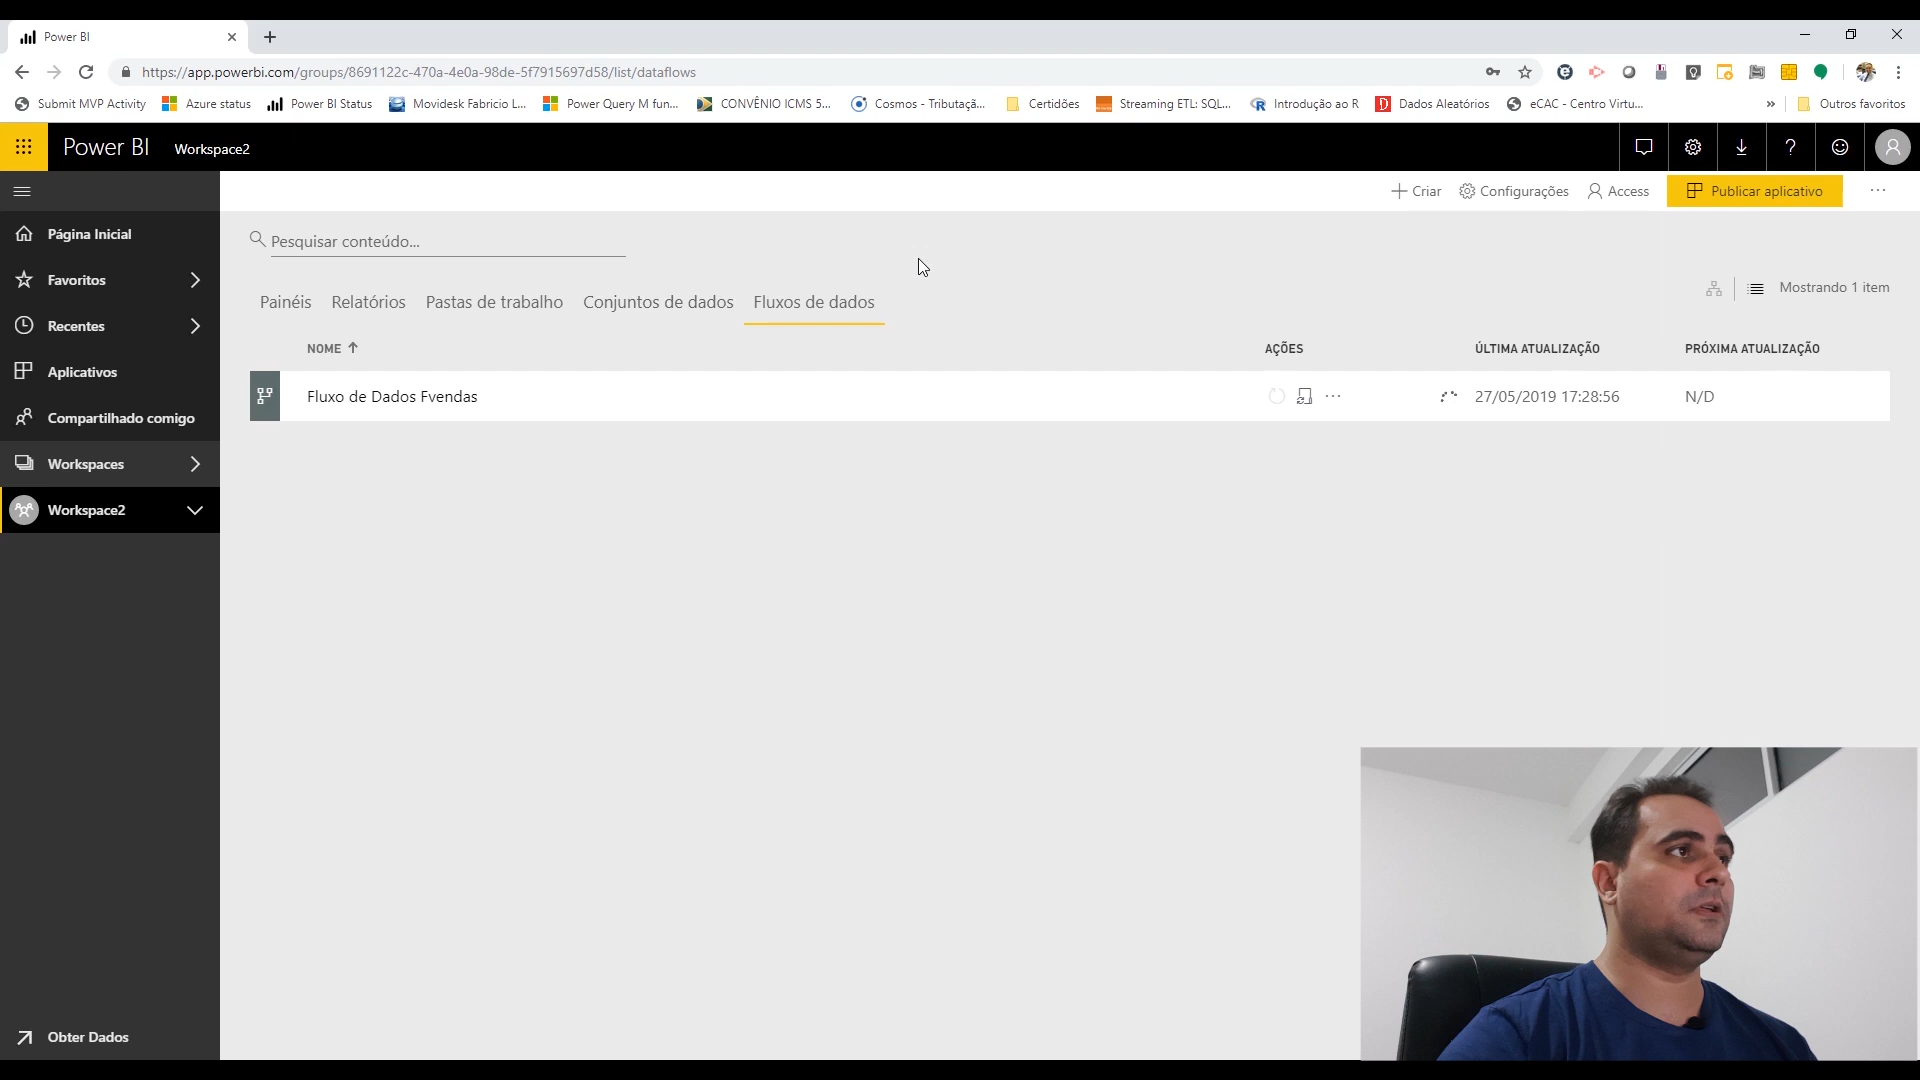 Power BI
https://app.powerbi.com/groups/8691122c-470a-4e0a-98de-5f7915697d58/list/dataflows
Submit MVP Activity
Azure status
Power BI Status
Movidesk Fabricio L...
Power Query M fun...
CONVÊNIO ICMS 5...
Cosmos - Tributaçã...
Certidões
Streaming ETL: SQL...
Introdução ao R
Dados Aleatórios
eCAC - Centro Virtu...
»
Outros favoritos
Power BI Workspace2
Criar
Configurações
Access
Publicar aplicativo
Página Inicial
Favoritos
Recentes
Aplicativos
Compartilhado comigo
Workspaces
Workspace2
Obter Dados
Pesquisar conteúdo...
Mostrando 1 item
Painéis
Relatórios
Pastas de trabalho
Conjuntos de dados
Fluxos de dados
NOME
AÇÕES
ÚLTIMA ATUALIZAÇÃO
PRÓXIMA ATUALIZAÇÃO
Fluxo de Dados Fvendas
27/05/2019 17:28:56
N/D